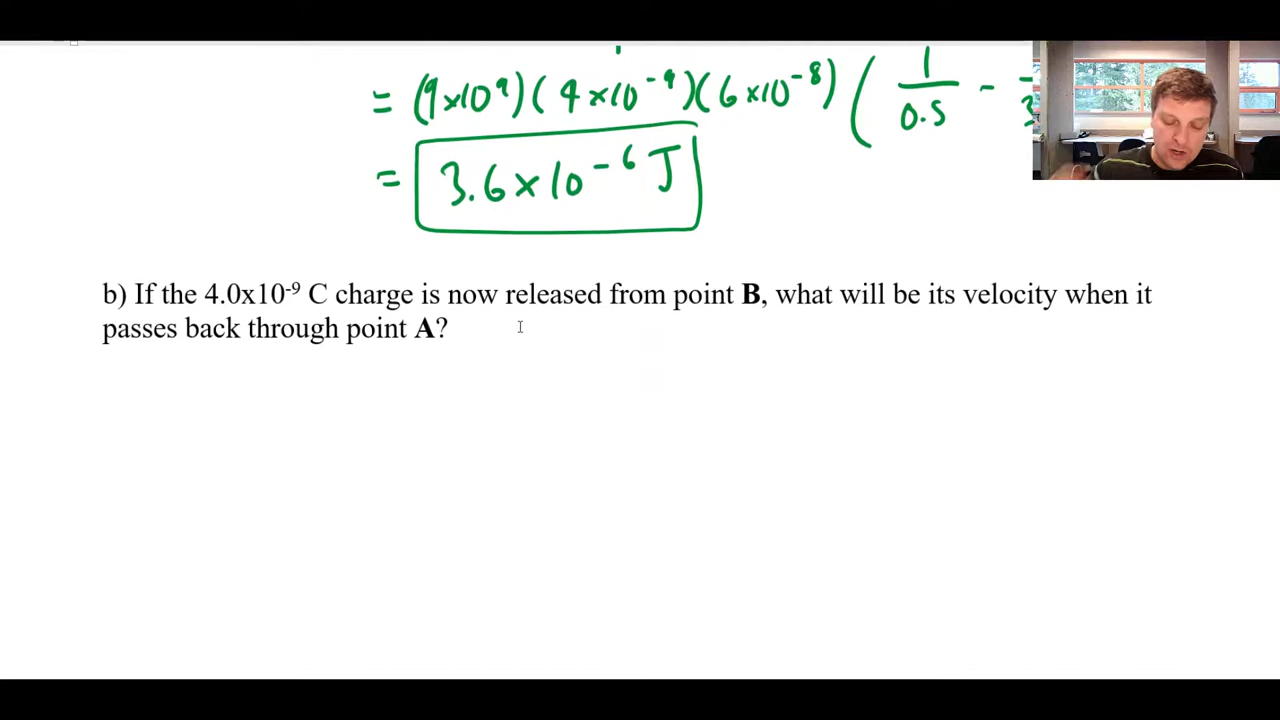 = (9×10⁹)(4×10⁻⁹)(6×10⁻⁸)(1/0.5 - 
= 3.6×10⁻⁶ J
b) If the 4.0x10⁻⁹ C charge is now released from point B, what will be its velocity when it
passes back through point A?